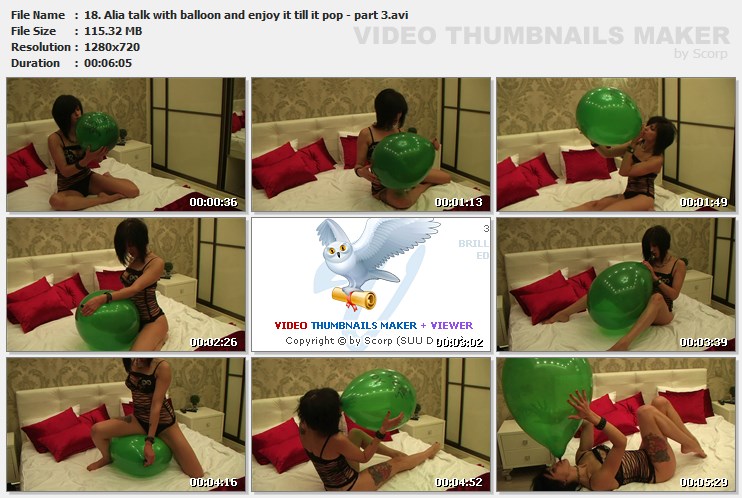 File Name : 18. Alia talk with balloon and enjoy it till it pop - part 3.avi
File Size : 115.32 MB
Resolution : 1280x720
Duration : 00:06:05
VIDEO THUMBNAILS MAKER
by Scorp
00:00:36
00:01:13
00:01:49
00:02:26
3
BRILL
ED
VIDEO THUMBNAILS MAKER + VIEWER
Copyright © by Scorp (SUU D
00:03:02
00:03:39
00:04:16
00:04:52
00:05:29